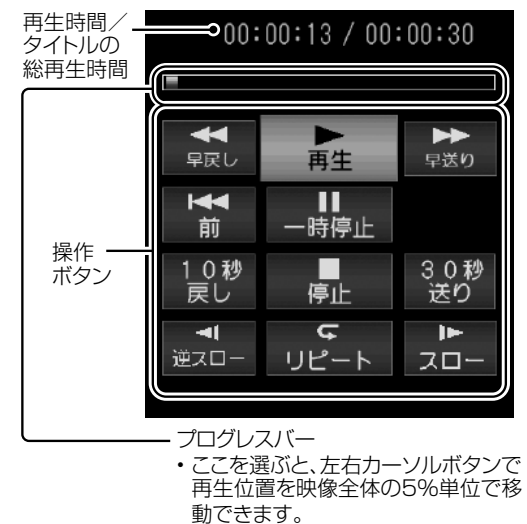 再生時間／
タイトルの
総再生時間
00:00:13 / 00:00:30
早戻し 再生 早送り
前 一時停止
10秒 停止 30秒
戻し 送り
逆スロー リピート スロー
操作
ボタン
プログレスバー
・ここを選ぶと、左右カーソルボタンで
再生位置を映像全体の5％単位で移
動できます。